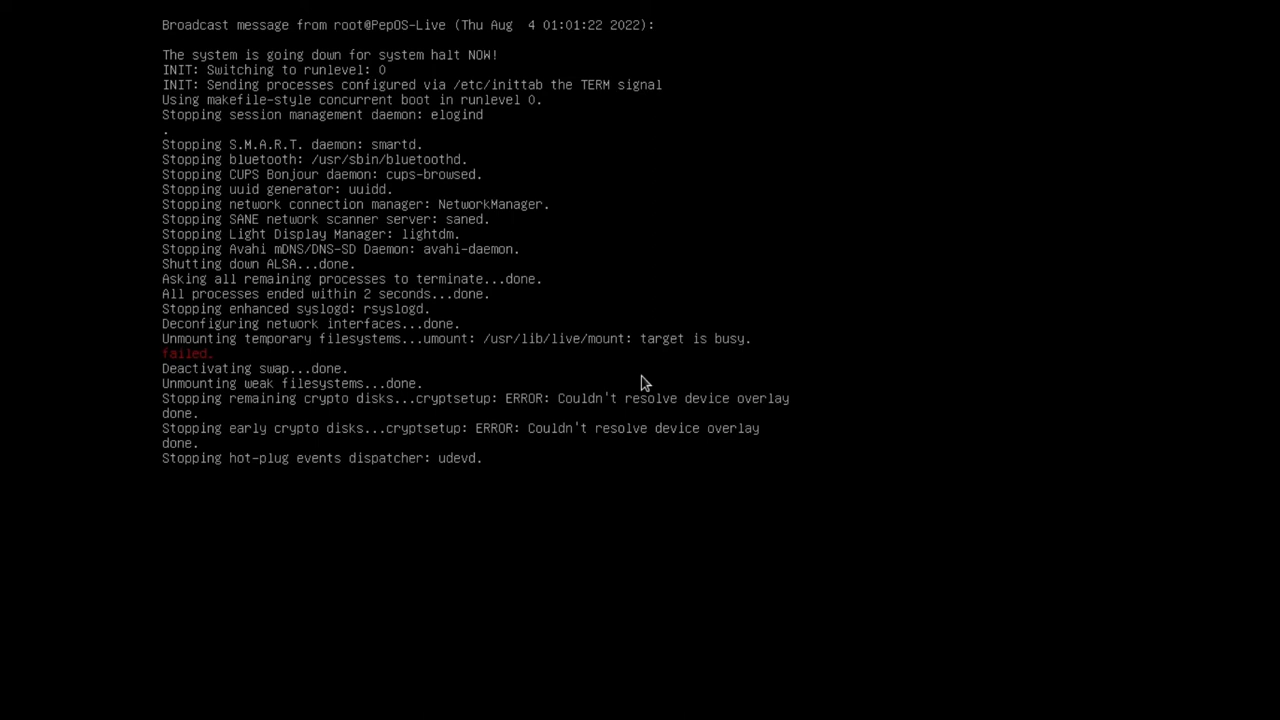 Broadcast message from root@PepOS-Live (Thu Aug  4 01:01:22 2022):
The system is going down for system halt NOW!
INIT: Switching to runlevel: 0
INIT: Sending processes configured via /etc/inittab the TERM signal
Using makefile-style concurrent boot in runlevel 0.
Stopping session management daemon: elogind
.
Stopping S.M.A.R.T. daemon: smartd.
Stopping bluetooth: /usr/sbin/bluetoothd.
Stopping CUPS Bonjour daemon: cups-browsed.
Stopping uuid generator: uuidd.
Stopping network connection manager: NetworkManager.
Stopping SANE network scanner server: saned.
Stopping Light Display Manager: lightdm.
Stopping Avahi mDNS/DNS-SD Daemon: avahi-daemon.
Shutting down ALSA...done.
Asking all remaining processes to terminate...done.
All processes ended within 2 seconds...done.
Stopping enhanced syslogd: rsyslogd.
Deconfiguring network interfaces...done.
Unmounting temporary filesystems...umount: /usr/lib/live/mount: target is busy.
failed.
Deactivating swap...done.
Unmounting weak filesystems...done.
Stopping remaining crypto disks...cryptsetup: ERROR: Couldn't resolve device overlay
done.
Stopping early crypto disks...cryptsetup: ERROR: Couldn't resolve device overlay
done.
Stopping hot-plug events dispatcher: udevd.